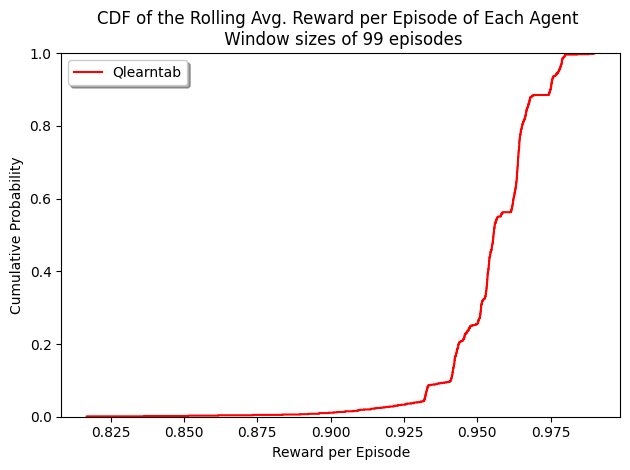 CDF of the Rolling Avg. Reward per Episode of Each Agent
Window sizes of 99 episodes
Qlearntab
1.0
0.8
0.6
0.4
0.2
0.0
Cumulative Probability
0.825 0.850 0.875 0.900 0.925 0.950 0.975
Reward per Episode